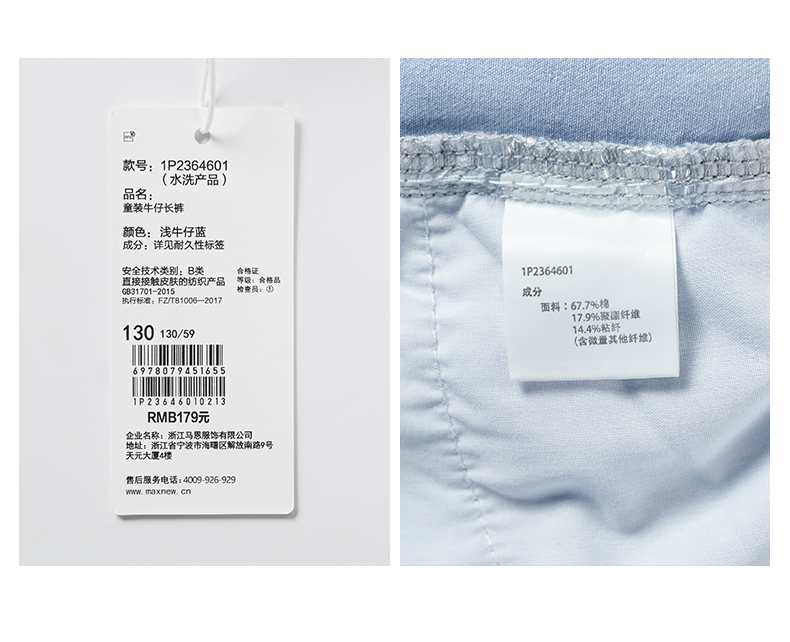 款号：1P2364601
（水洗产品）
品名：
童装牛仔长裤
颜色：浅牛仔蓝
成分：详见耐久性标签
安全技术类别：B类
直接接触皮肤的纺织产品
GB31701-2015
执行标准：FZ/T81006—2017
合格证
等级：合格品
检查员：①
130 130/59
6978079451655
1P23646010213
RMB179元
企业名称：浙江马恩服饰有限公司
地址：浙江省宁波市海曙区解放南路9号
天元大厦4楼
售后服务电话：4009-926-929
www.maxnew.cn
1P2364601
成分
面料：67.7%棉
17.9%聚酯纤维
14.4%粘纤
（含微量其他纤维）